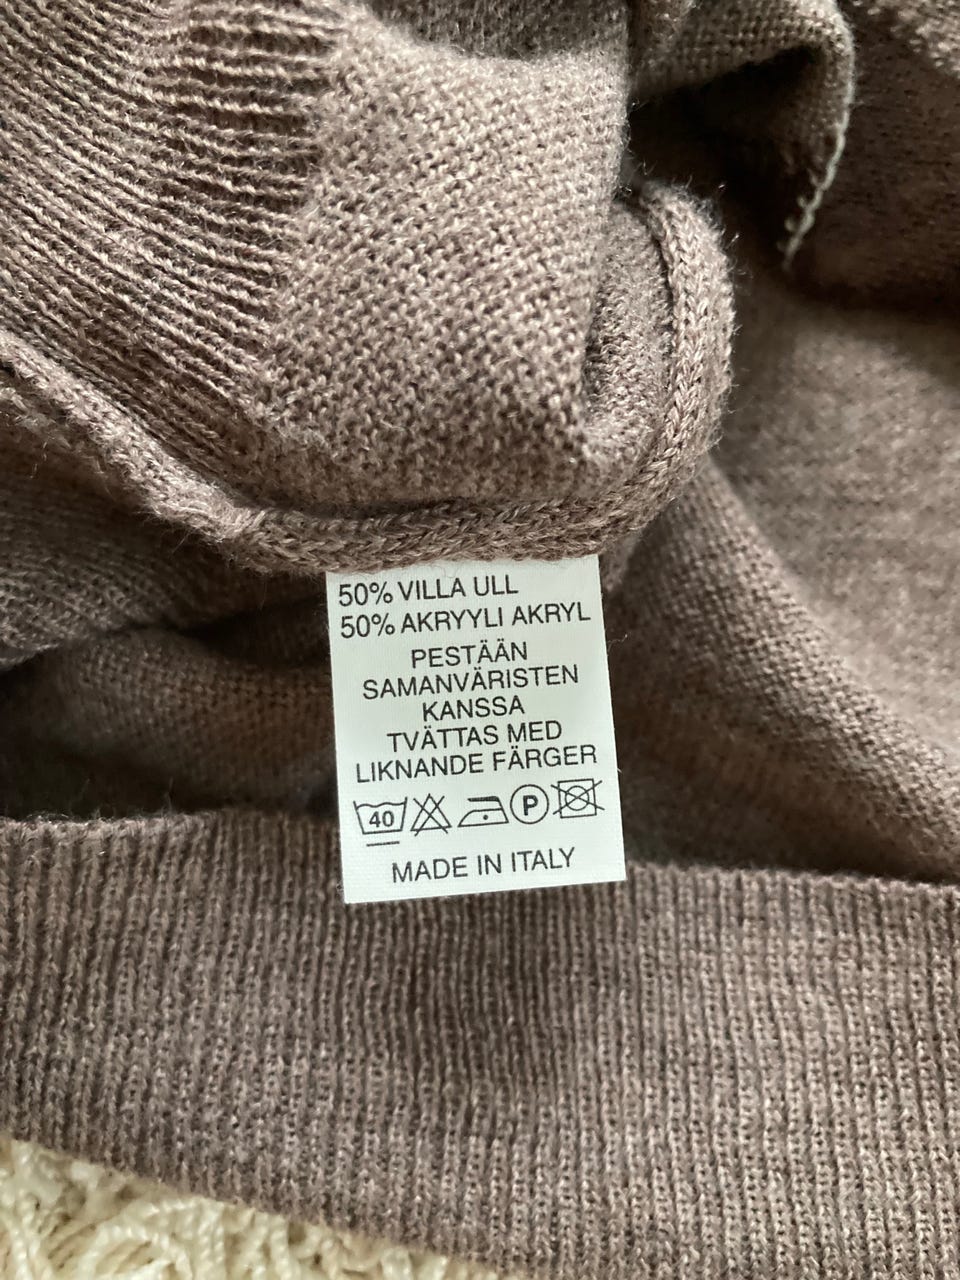 50% VILLA ULL
50% AKRYYLI AKRYL
PESTÄÄN
SAMANVÄRISTEN
KANSSA
TVÄTTAS MED
LIKNANDE FÄRGER
40 P
MADE IN ITALY